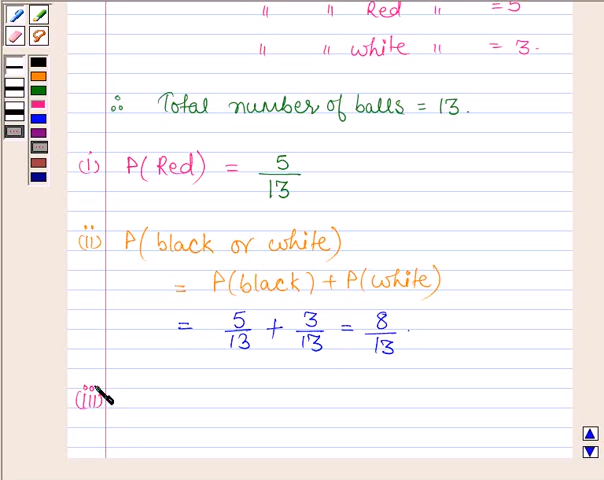 " " Red " = 5
" " white " = 3.
∴ Total number of balls = 13.
(i) P(Red) = 5/13
(ii) P(black or white)
= P(black) + P(white)
= 5/13 + 3/13 = 8/13.
(iii)